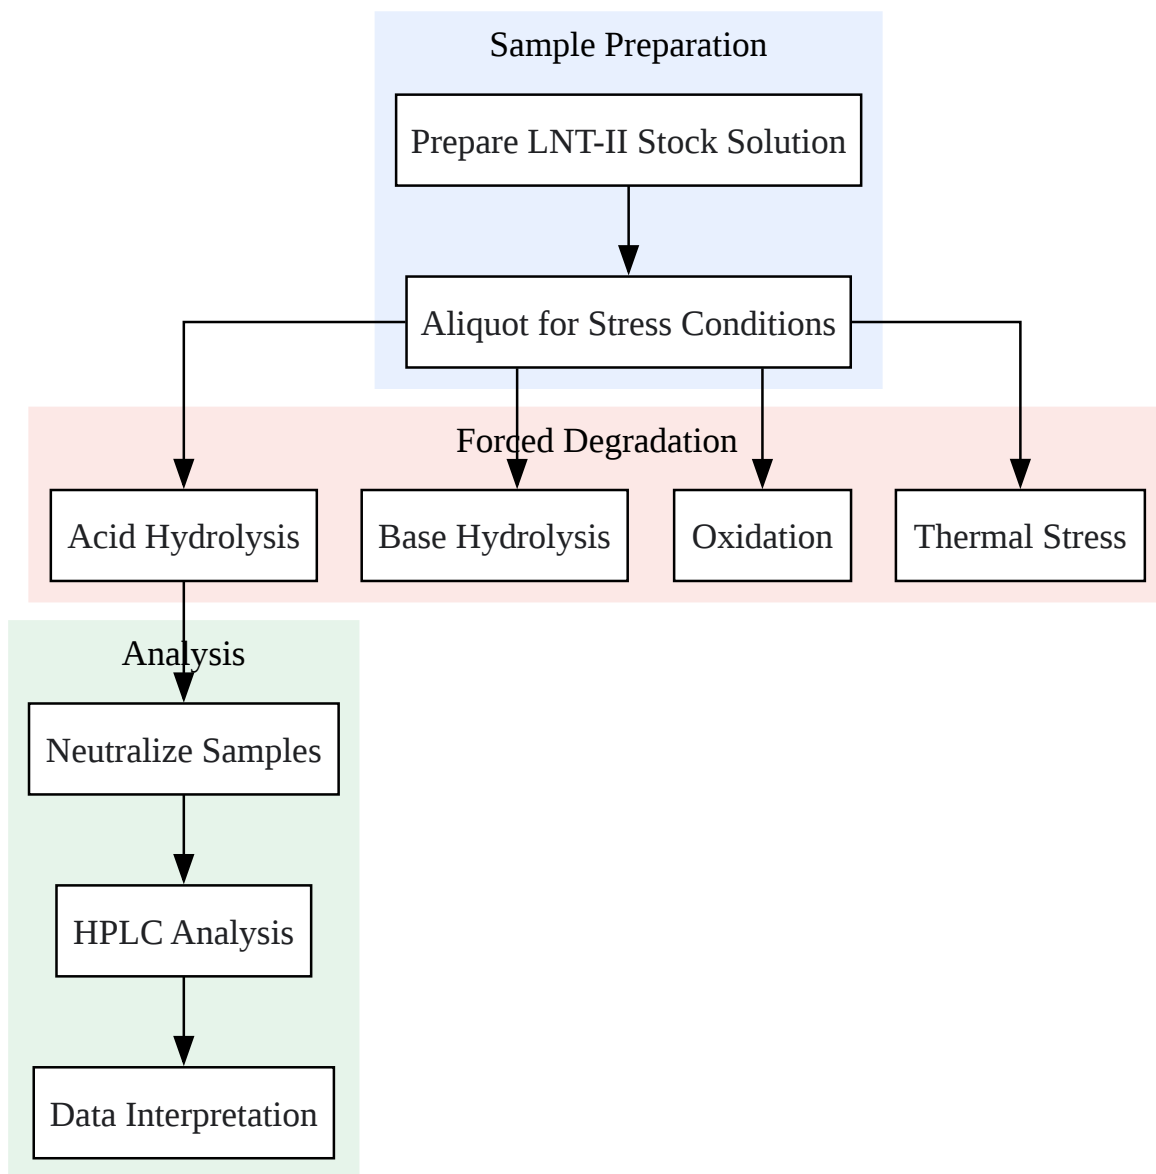 Sample Preparation
Prepare LNT-II Stock Solution
Aliquot for Stress Conditions
Forced Degradation
Acid Hydrolysis
Base Hydrolysis
Oxidation
Thermal Stress
Analysis
Neutralize Samples
HPLC Analysis
Data Interpretation